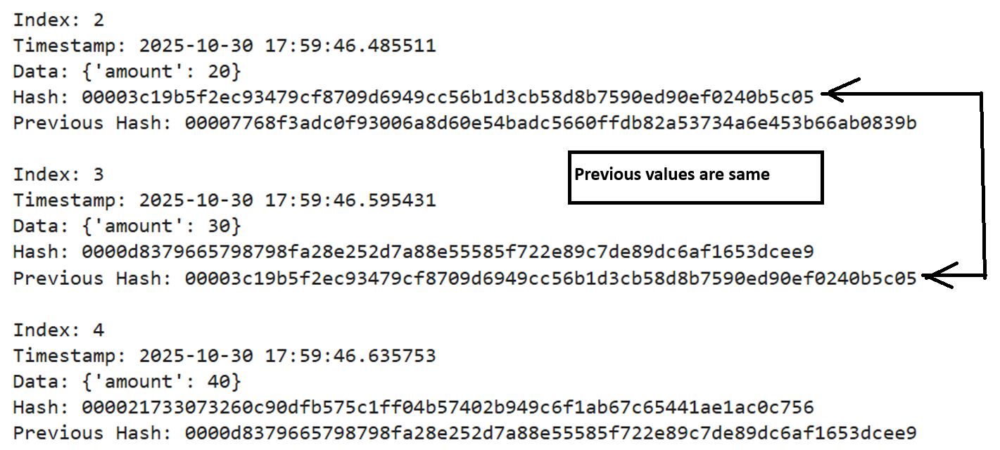 Index: 2
Timestamp: 2025-10-30 17:59:46.485511
Data: {'amount': 20}
Hash: 00003c19b5f2ec93479cf8709d6949cc56b1d3cb58d8b7590ed90ef0240b5c05
Previous Hash: 00007768f3adc0f93006a8d60e54badc5660ffdb82a53734a6e453b66ab0839b
Index: 3
Previous values are same
Timestamp: 2025-10-30 17:59:46.595431
Data: {'amount': 30}
Hash: 0000d8379665798798fa28e252d7a88e55585f722e89c7de89dc6af1653dcee9
Previous Hash: 00003c19b5f2ec93479cf8709d6949cc56b1d3cb58d8b7590ed90ef0240b5c05
Index: 4
Timestamp: 2025-10-30 17:59:46.635753
Data: {'amount': 40}
Hash: 000021733073260c90dfb575c1ff04b57402b949c6f1ab67c65441ae1ac0c756
Previous Hash: 0000d8379665798798fa28e252d7a88e55585f722e89c7de89dc6af1653dcee9